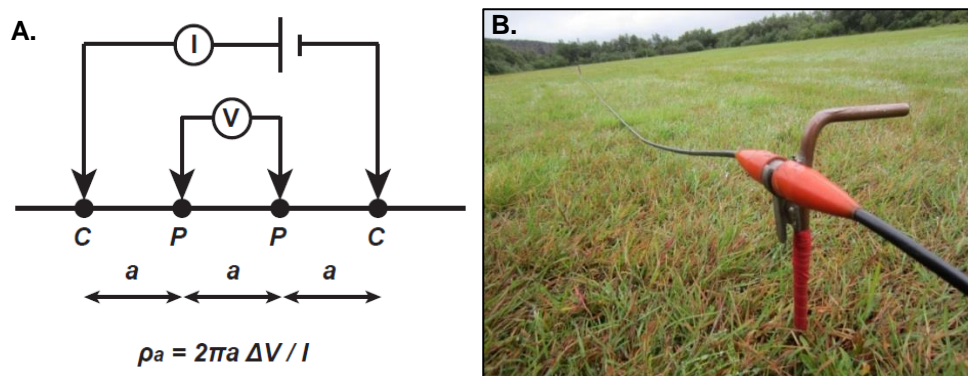 A.
I
V
C P P C
a a a
ρa = 2πa ΔV / I
B.